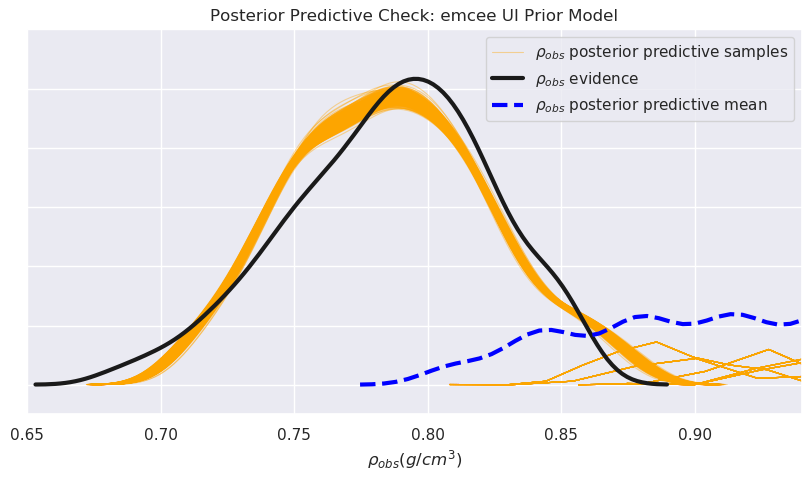 Posterior Predictive Check: emcee UI Prior Model
ρobs posterior predictive samples
ρobs evidence
ρobs posterior predictive mean
0.65 0.70 0.75 0.80 0.85 0.90
ρobs(g/cm³)